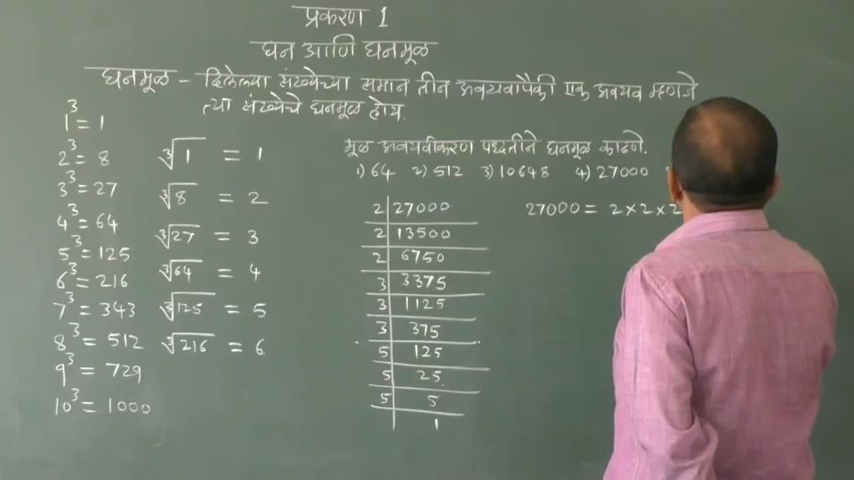 प्रकरण 1
घन आणि घनमूळ
घनमूळ – दिलेल्या संख्येच्या समान तीन अवयवापैकी एक अवयव म्हणजे
त्या संख्येचे घनमूळ होय.
1³ = 1
2³ = 8
3³ = 27
4³ = 64
5³ = 125
6³ = 216
7³ = 343
8³ = 512
9³ = 729
10³ = 1000
∛1 = 1
∛8 = 2
∛27 = 3
∛64 = 4
∛125 = 5
∛216 = 6
मूळ अवयवीकरण पध्दतीने घनमूळ काढणे.
1) 64 2) 512 3) 10648 4) 27000
2 | 27000
2 | 13500
2 | 6750
3 | 3375
3 | 1125
3 | 375
5 | 125
5 | 25
5 | 5
| 1
27000 = 2 × 2 × 2